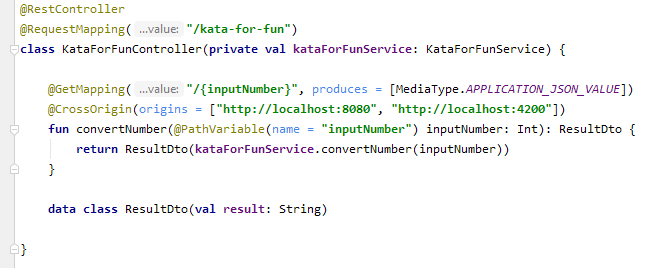 @RestController
@RequestMapping( ...value: "/kata-for-fun")
class KataForFunController(private val kataForFunService: KataForFunService) {
@GetMapping( ...value: "/{inputNumber}", produces = [MediaType.APPLICATION_JSON_VALUE])
@CrossOrigin(origins = ["http://localhost:8080", "http://localhost:4200"])
fun convertNumber(@PathVariable(name = "inputNumber") inputNumber: Int): ResultDto {
return ResultDto(kataForFunService.convertNumber(inputNumber))
}
data class ResultDto(val result: String)
}